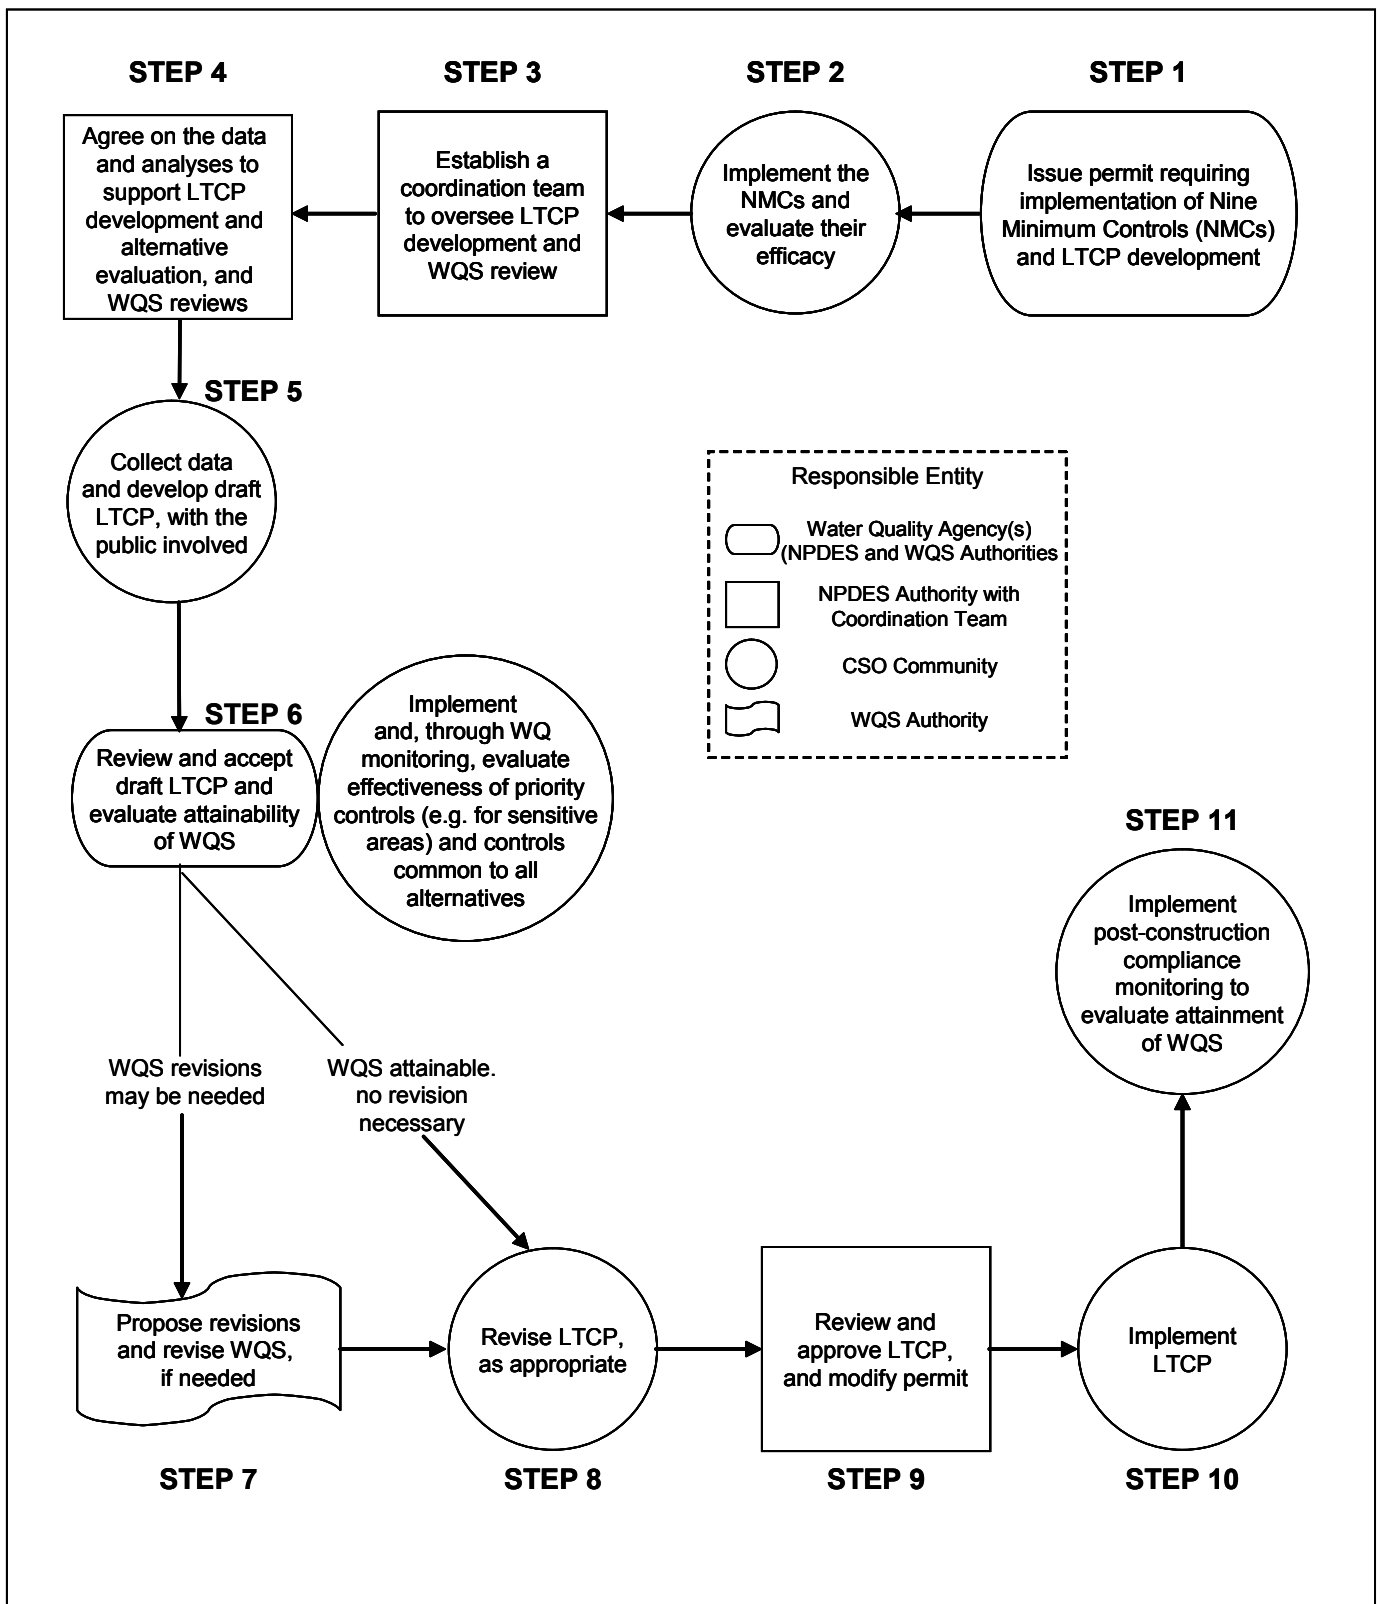 STEP 4
STEP 3
STEP 2
STEP 1
Agree on the data
and analyses to
support LTCP
development and
alternative
evaluation, and
WQS reviews
Establish a
coordination team
to oversee LTCP
development and
WQS review
Implement the
NMCs and
evaluate their
efficacy
Issue permit requiring
implementation of Nine
Minimum Controls (NMCs)
and LTCP development
STEP 5
Collect data
and develop draft
LTCP, with the
public involved
Responsible Entity
Water Quality Agency(s)
(NPDES and WQS Authorities
NPDES Authority with
Coordination Team
CSO Community
WQS Authority
STEP 6
Review and accept
draft LTCP and
evaluate attainability
of WQS
Implement
and, through WQ
monitoring, evaluate
effectiveness of priority
controls (e.g. for sensitive
areas) and controls
common to all
alternatives
WQS revisions
may be needed
WQS attainable.
no revision
necessary
STEP 11
Implement
post-construction
compliance
monitoring to
evaluate attainment
of WQS
Propose revisions
and revise WQS,
if needed
Revise LTCP,
as appropriate
Review and
approve LTCP,
and modify permit
Implement
LTCP
STEP 7
STEP 8
STEP 9
STEP 10